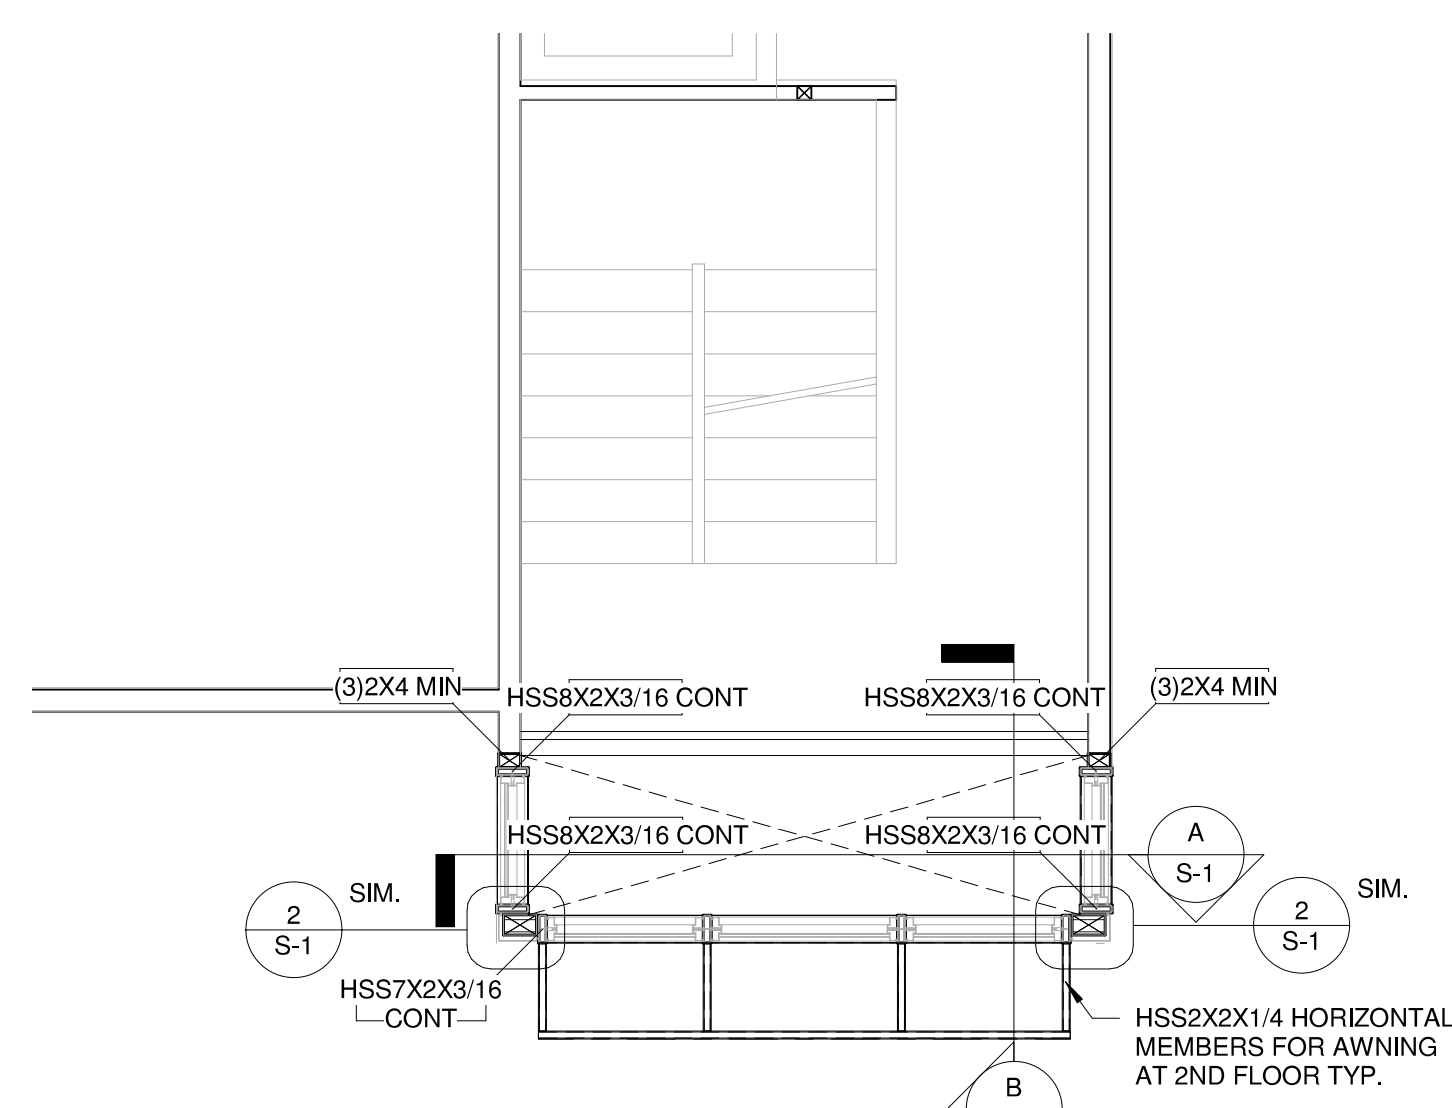 (3)2X4 MIN
HSS8X2X3/16 CONT
HSS8X2X3/16 CONT
(3)2X4 MIN
HSS8X2X3/16 CONT
HSS8X2X3/16 CONT
A
S-1
SIM.
2
S-1
SIM.
2
S-1
HSS7X2X3/16
CONT
HSS2X2X1/4 HORIZONTAL
MEMBERS FOR AWNING
AT 2ND FLOOR TYP.
B